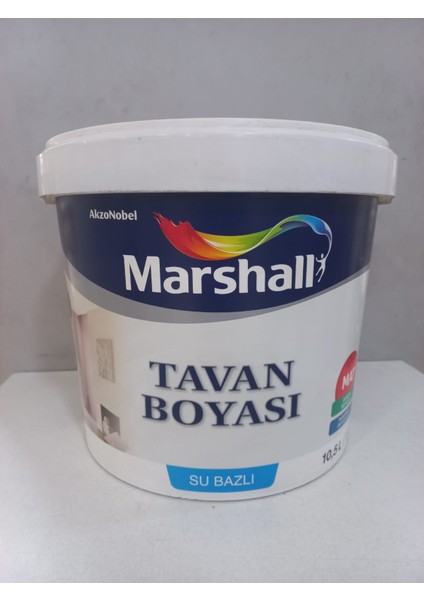 AkzoNobel
Marshall
TAVAN
BOYASI
SU BAZLI
10,5 L